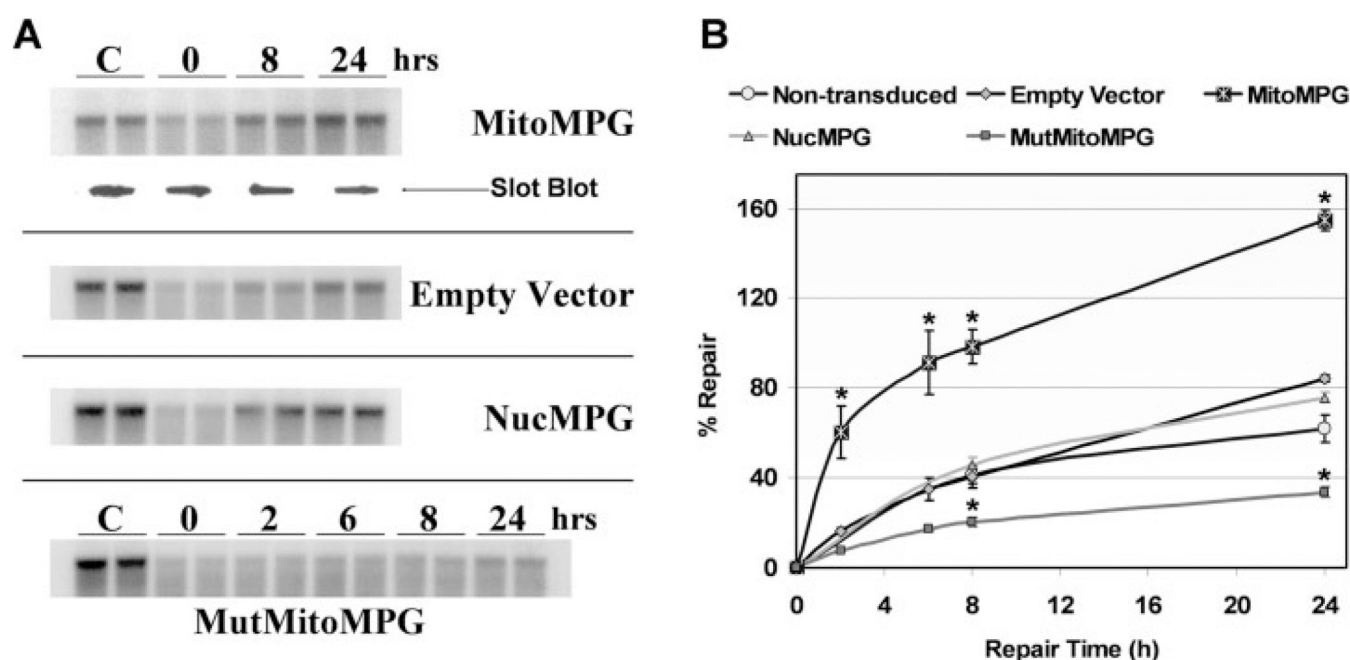 A
C 0 8 24 hrs
MitoMPG
Slot Blot
Empty Vector
NucMPG
C 0 2 6 8 24 hrs
MutMitoMPG
B
Non-transduced Empty Vector MitoMPG
NucMPG MutMitoMPG
% Repair
160
120
80
40
0
* * * *
* *
0 4 8 12 16 20 24
Repair Time (h)